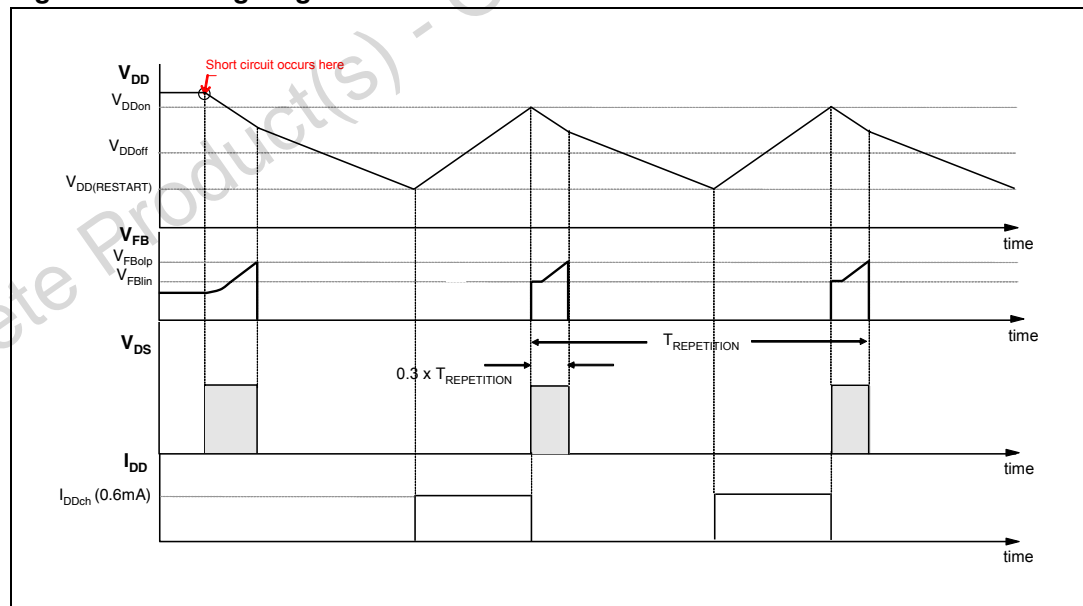 Short circuit occurs here
VDD
VDDon
VDDoff
VDD(RESTART)
time
VFB
VFBolp
VFBlin
time
VDS
TREPETITION
0.3 x TREPETITION
time
IDD
IDDch (0.6mA)
time
Product(s) -